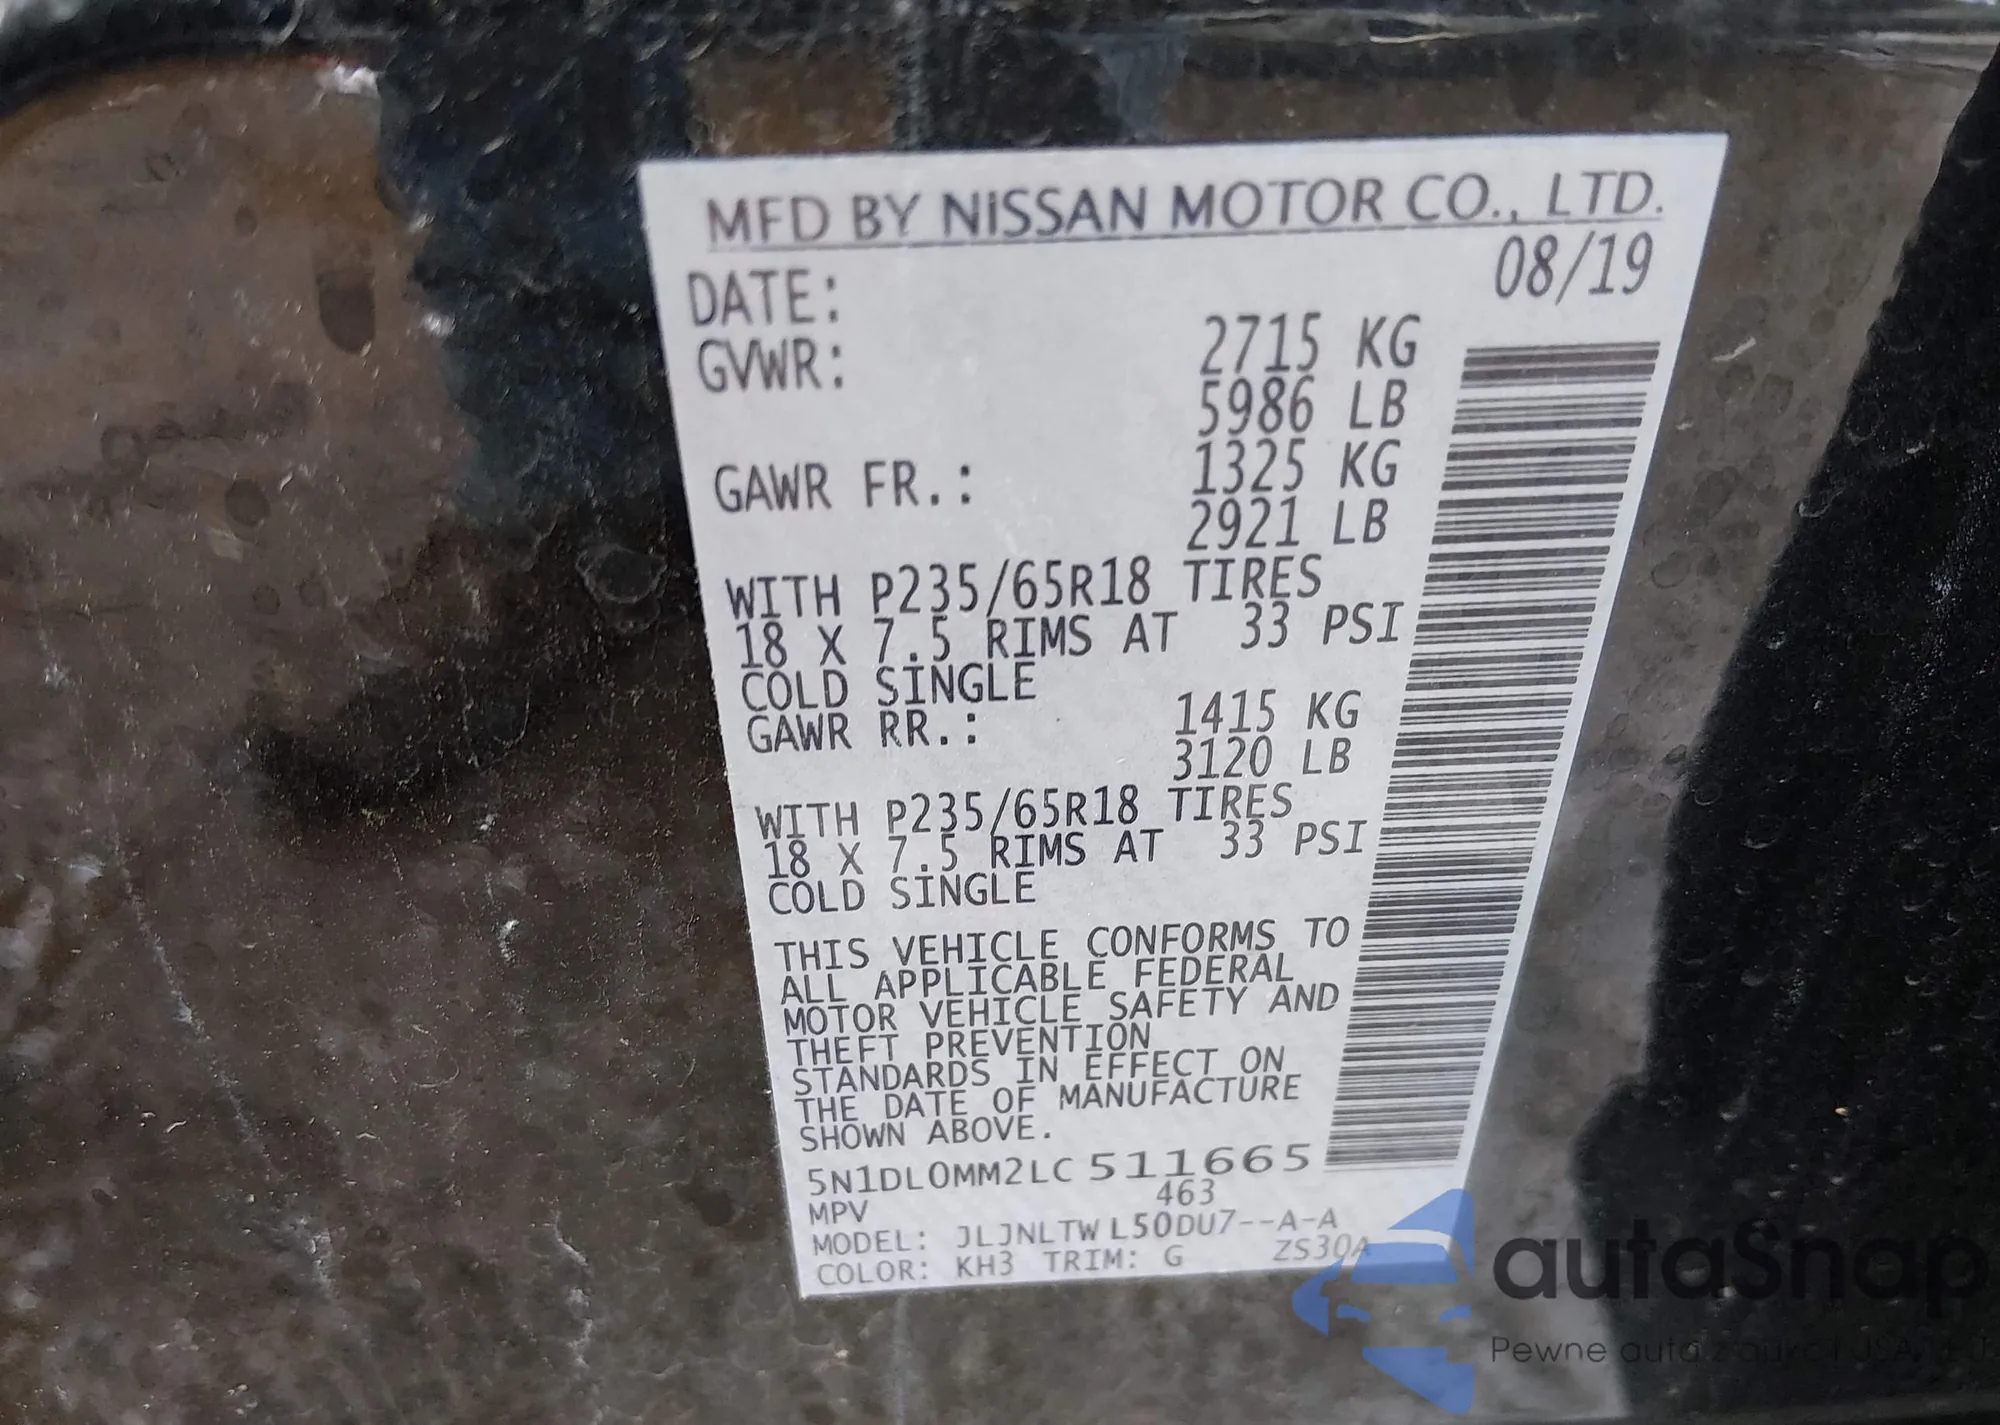 MFD BY NISSAN MOTOR CO., LTD.
DATE: 08/19
GVWR: 2715 KG
5986 LB
GAWR FR.: 1325 KG
2921 LB
WITH P235/65R18 TIRES
18 X 7.5 RIMS AT 33 PSI
COLD SINGLE
GAWR RR.: 1415 KG
3120 LB
WITH P235/65R18 TIRES
18 X 7.5 RIMS AT 33 PSI
COLD SINGLE
THIS VEHICLE CONFORMS TO
ALL APPLICABLE FEDERAL
MOTOR VEHICLE SAFETY AND
THEFT PREVENTION
STANDARDS IN EFFECT ON
THE DATE OF MANUFACTURE
SHOWN ABOVE.
5N1DL0MM2LC511665
MPV 463
MODEL: JLJNLTW L50DU7--A-A
COLOR: KH3 TRIM: G ZS30A
autaSnap
Pewne auta z